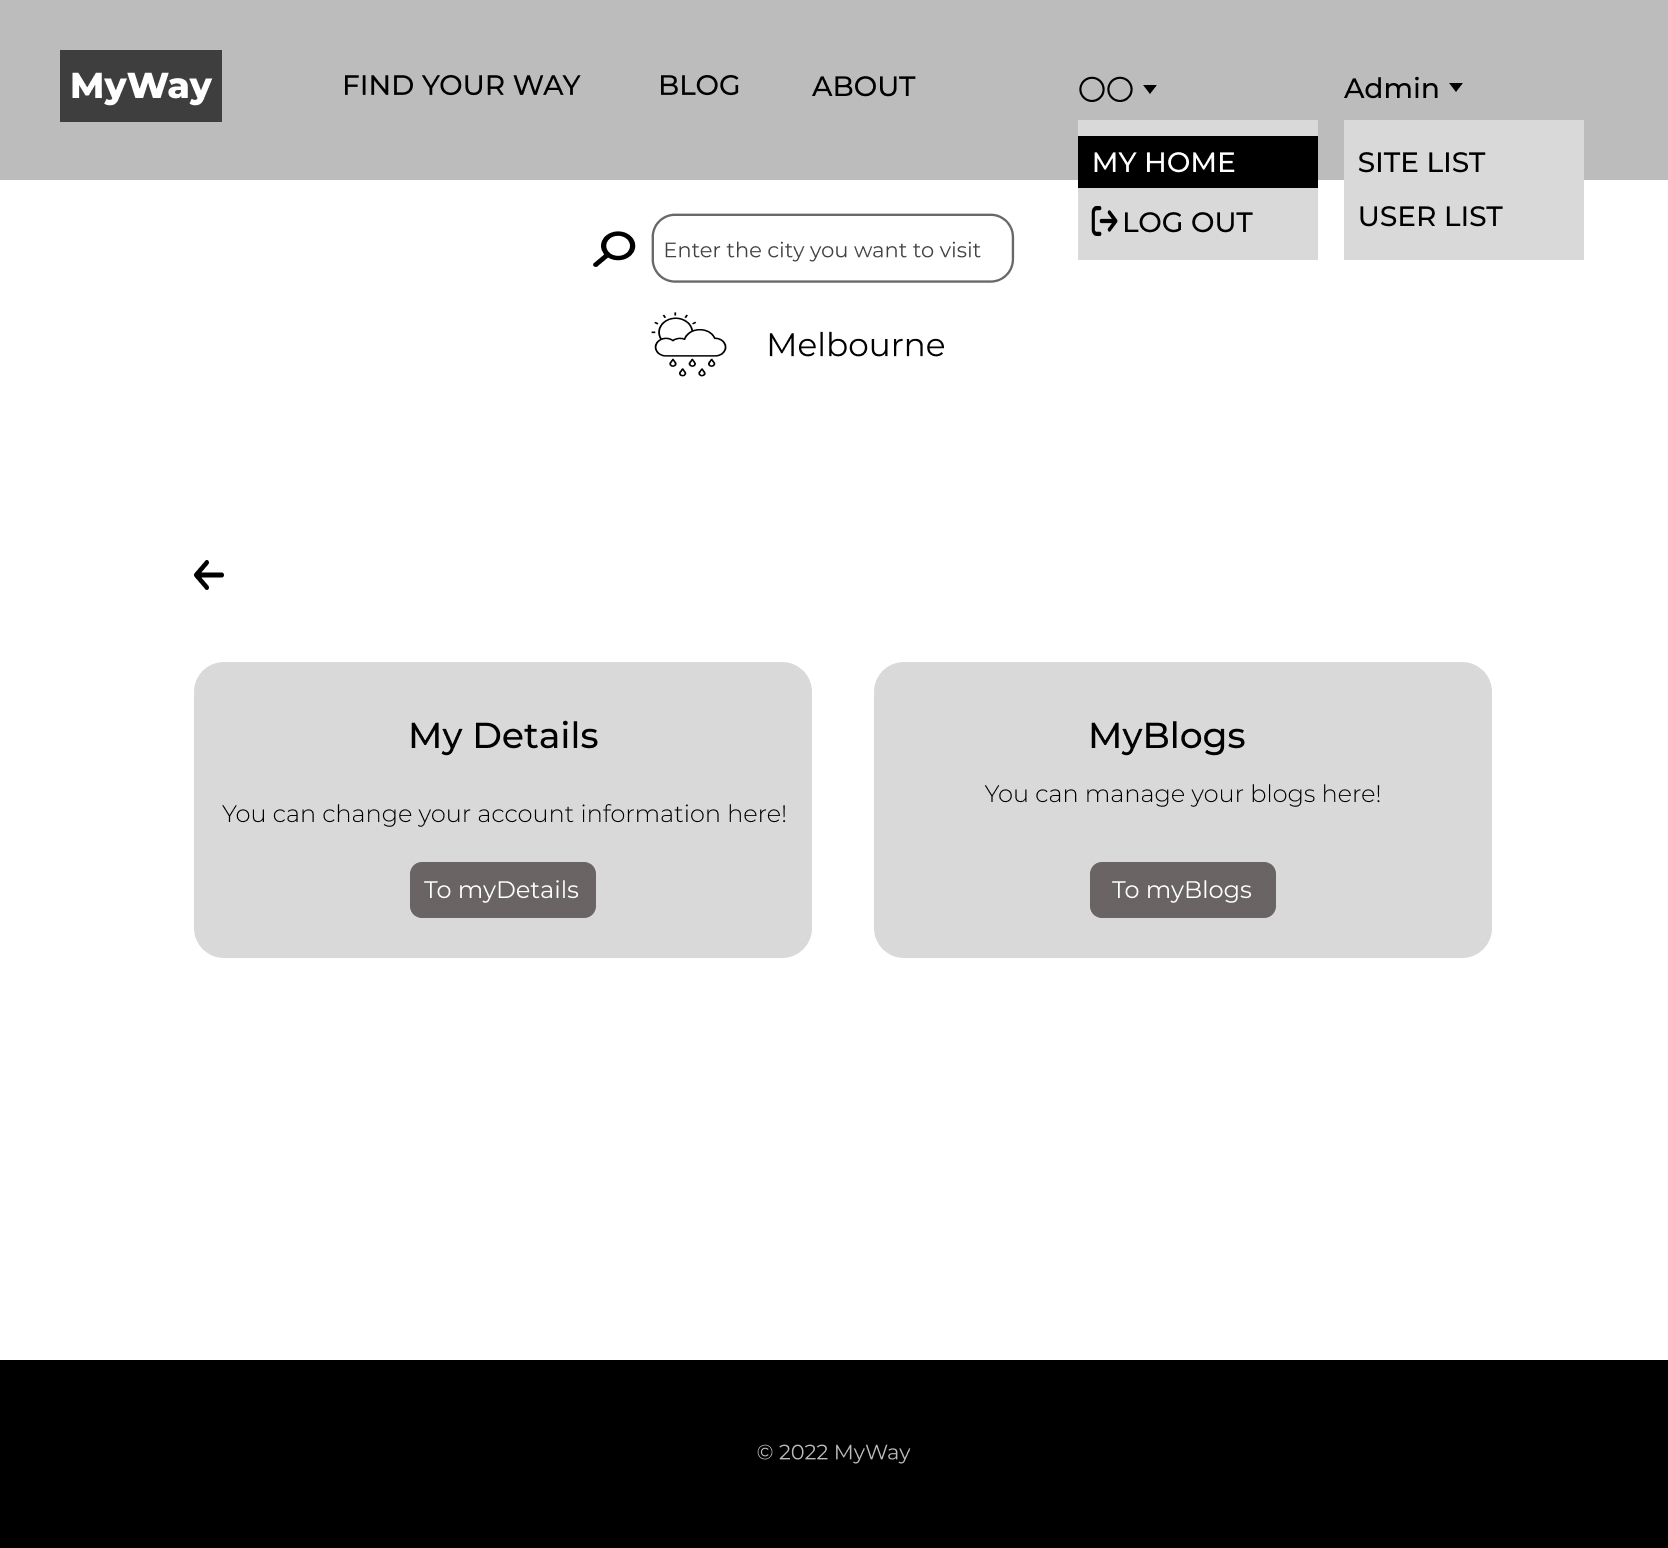 MyWay
FIND YOUR WAY
BLOG
ABOUT
○○
Admin
MY HOME
LOG OUT
SITE LIST
USER LIST
Enter the city you want to visit
Melbourne
My Details
You can change your account information here!
To myDetails
MyBlogs
You can manage your blogs here!
To myBlogs
© 2022 MyWay